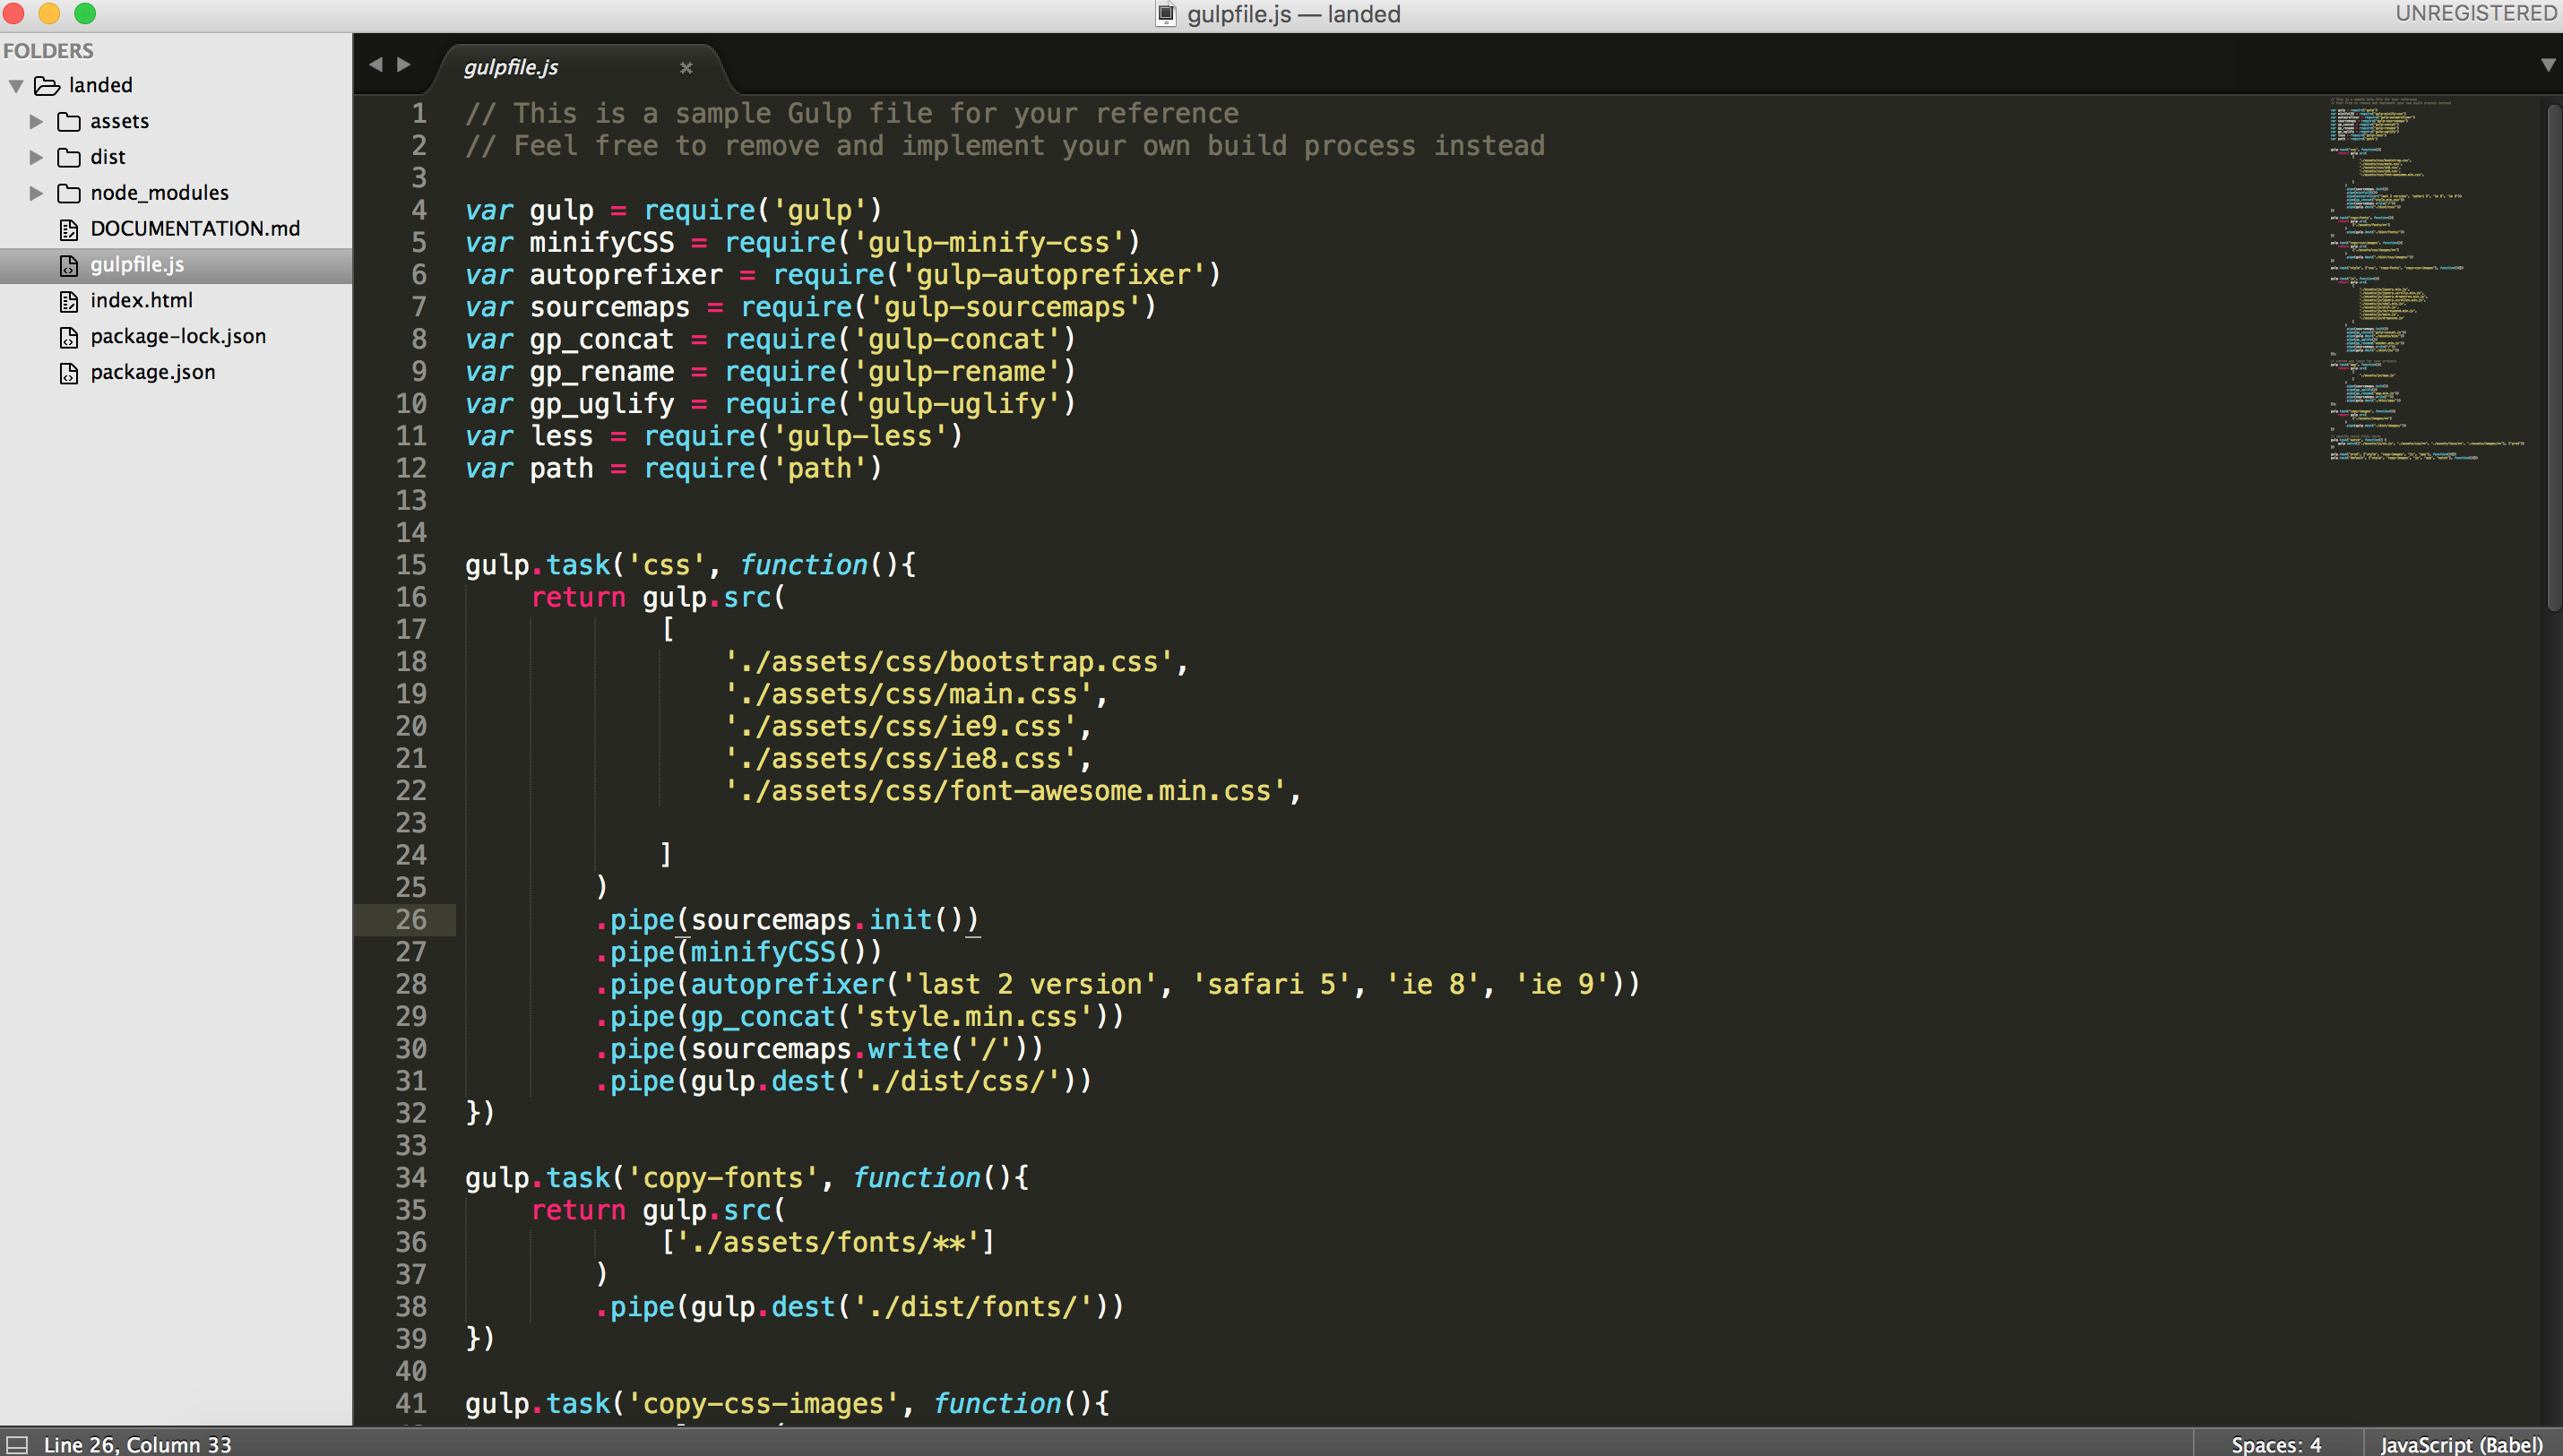 gulpfile.js — landed
UNREGISTERED
FOLDERS
landed
assets
dist
node_modules
DOCUMENTATION.md
gulpfile.js
index.html
package-lock.json
package.json
gulpfile.js
1 // This is a sample Gulp file for your reference
2 // Feel free to remove and implement your own build process instead
3
4 var gulp = require('gulp')
5 var minifyCSS = require('gulp-minify-css')
6 var autoprefixer = require('gulp-autoprefixer')
7 var sourcemaps = require('gulp-sourcemaps')
8 var gp_concat = require('gulp-concat')
9 var gp_rename = require('gulp-rename')
10 var gp_uglify = require('gulp-uglify')
11 var less = require('gulp-less')
12 var path = require('path')
13
14
15 gulp.task('css', function(){
16     return gulp.src(
17             [
18                 './assets/css/bootstrap.css',
19                 './assets/css/main.css',
20                 './assets/css/ie9.css',
21                 './assets/css/ie8.css',
22                 './assets/css/font-awesome.min.css',
23
24             ]
25         )
26         .pipe(sourcemaps.init())
27         .pipe(minifyCSS())
28         .pipe(autoprefixer('last 2 version', 'safari 5', 'ie 8', 'ie 9'))
29         .pipe(gp_concat('style.min.css'))
30         .pipe(sourcemaps.write('/'))
31         .pipe(gulp.dest('./dist/css/'))
32 })
33
34 gulp.task('copy-fonts', function(){
35     return gulp.src(
36             ['./assets/fonts/**']
37         )
38         .pipe(gulp.dest('./dist/fonts/'))
39 })
40
41 gulp.task('copy-css-images', function(){
Line 26, Column 33
Spaces: 4
JavaScript (Babel)